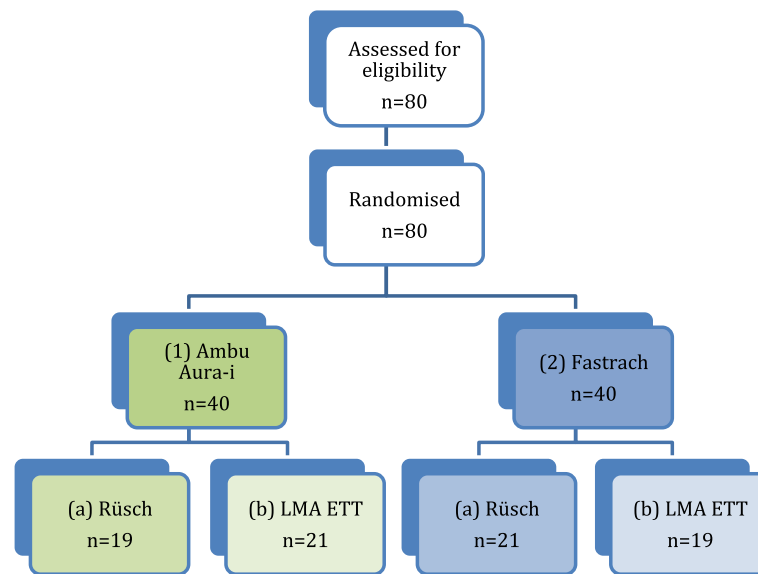 Assessed for
eligibility
n=80
Randomised
n=80
(1) Ambu
Aura-i
n=40
(2) Fastrach
n=40
(a) Rüsch
n=19
(b) LMA ETT
n=21
(a) Rüsch
n=21
(b) LMA ETT
n=19